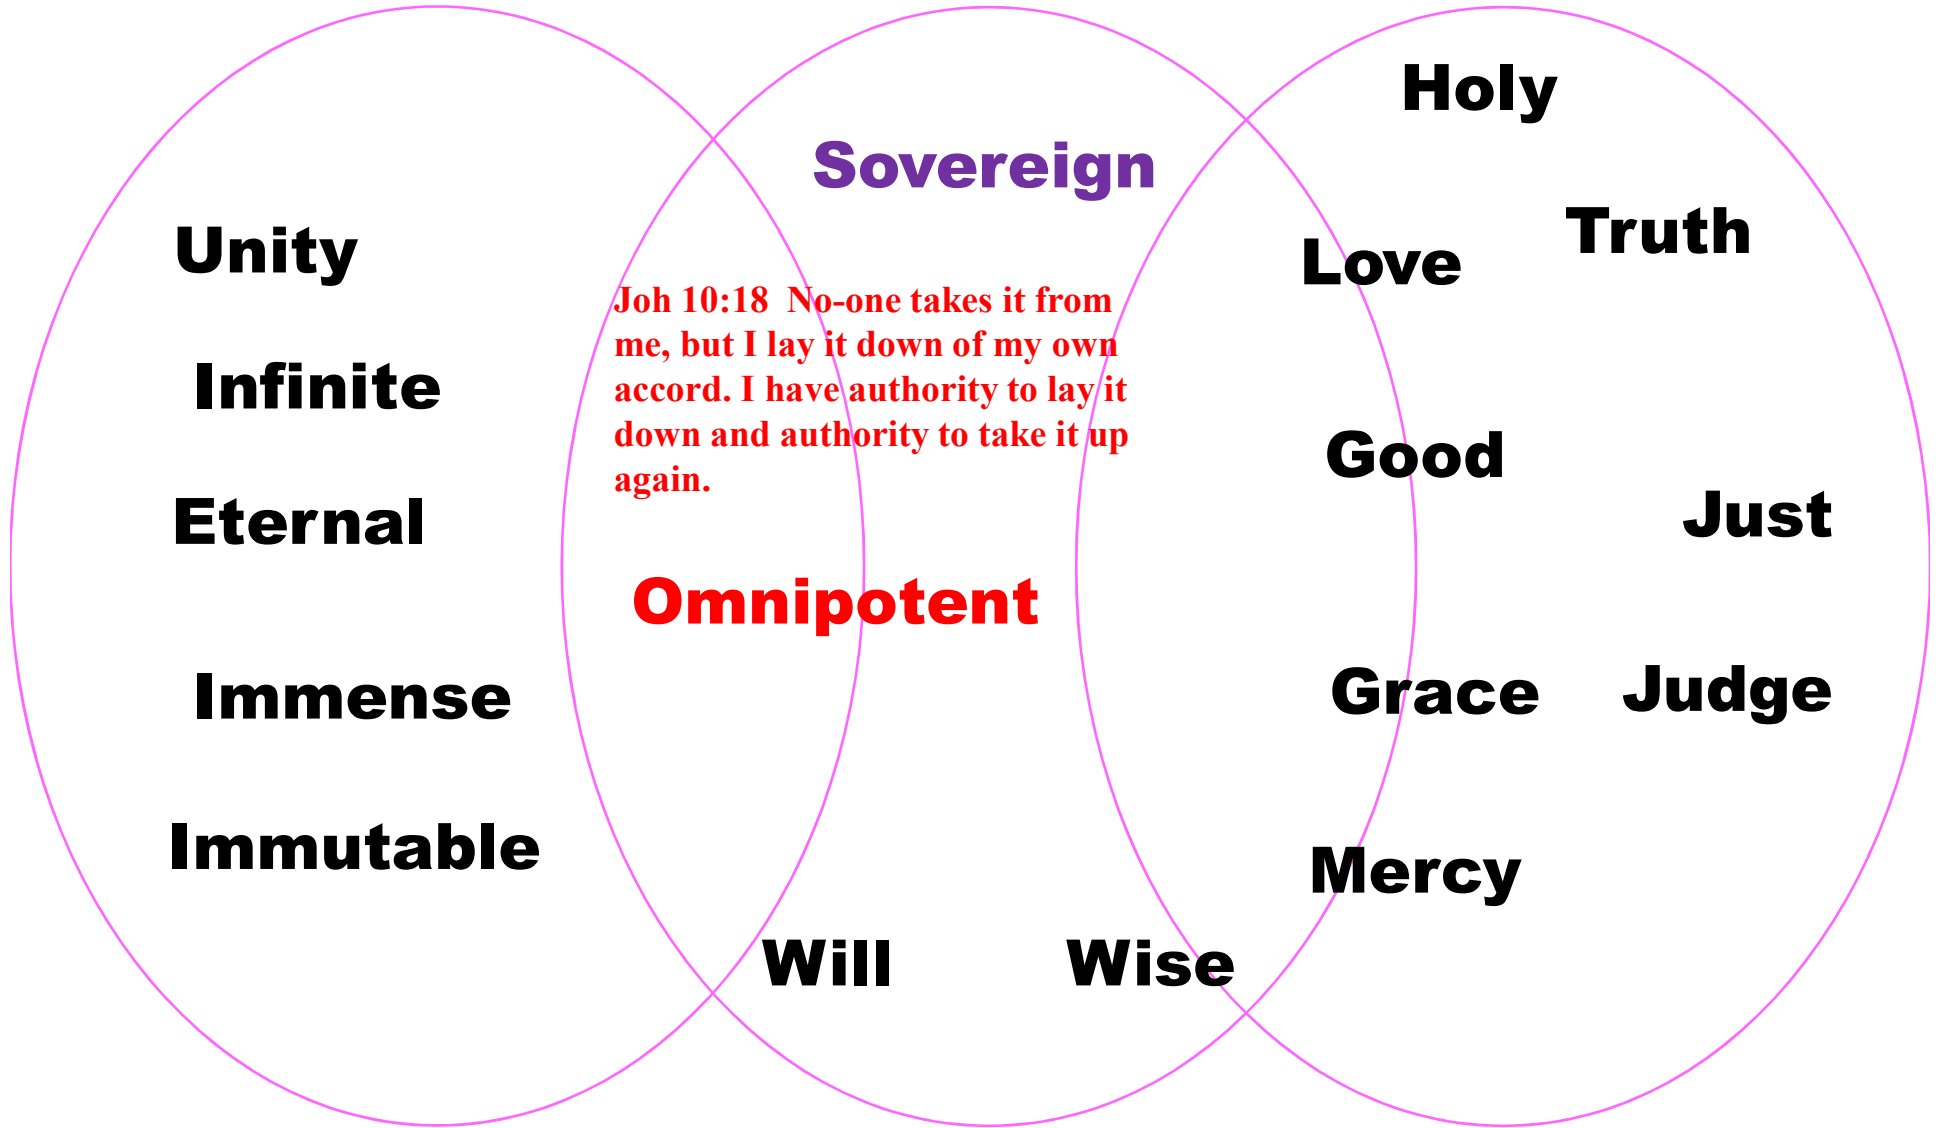 Holy
Sovereign
Truth
Unity
Love
Joh 10:18  No-one takes it from
me, but I lay it down of my own
accord. I have authority to lay it
down and authority to take it up
again.
Infinite
Good
Eternal
Just
Omnipotent
Immense
Grace
Judge
Immutable
Mercy
Will
Wise